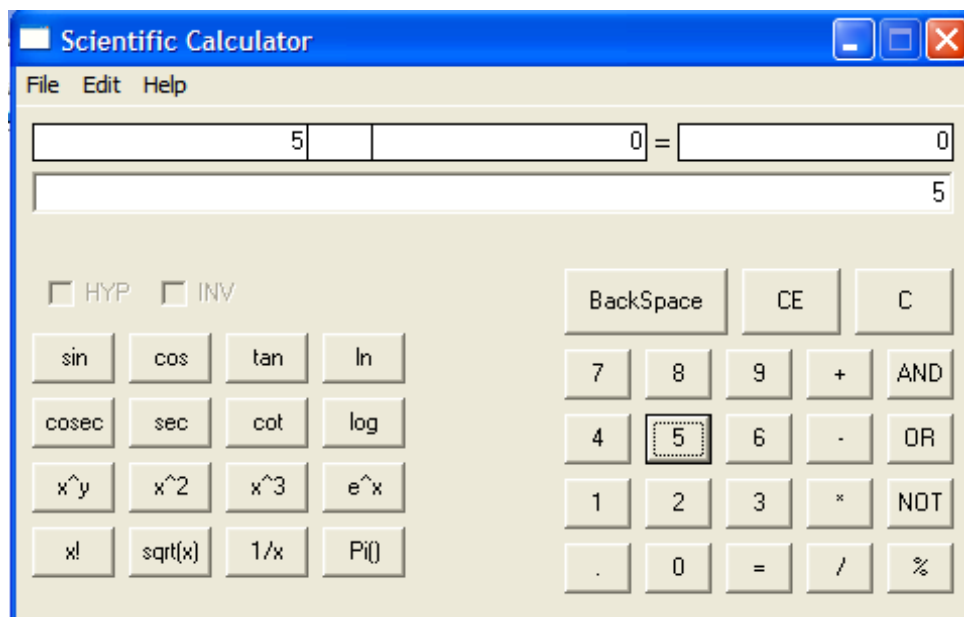 Scientific Calculator
File Edit Help
5 0 = 0
5
HYP INV
BackSpace CE C
sin cos tan ln
7 8 9 + AND
cosec sec cot log
4 5 6 - OR
x^y x^2 x^3 e^x
1 2 3 * NOT
x! sqrt(x) 1/x Pi()
. 0 = / %